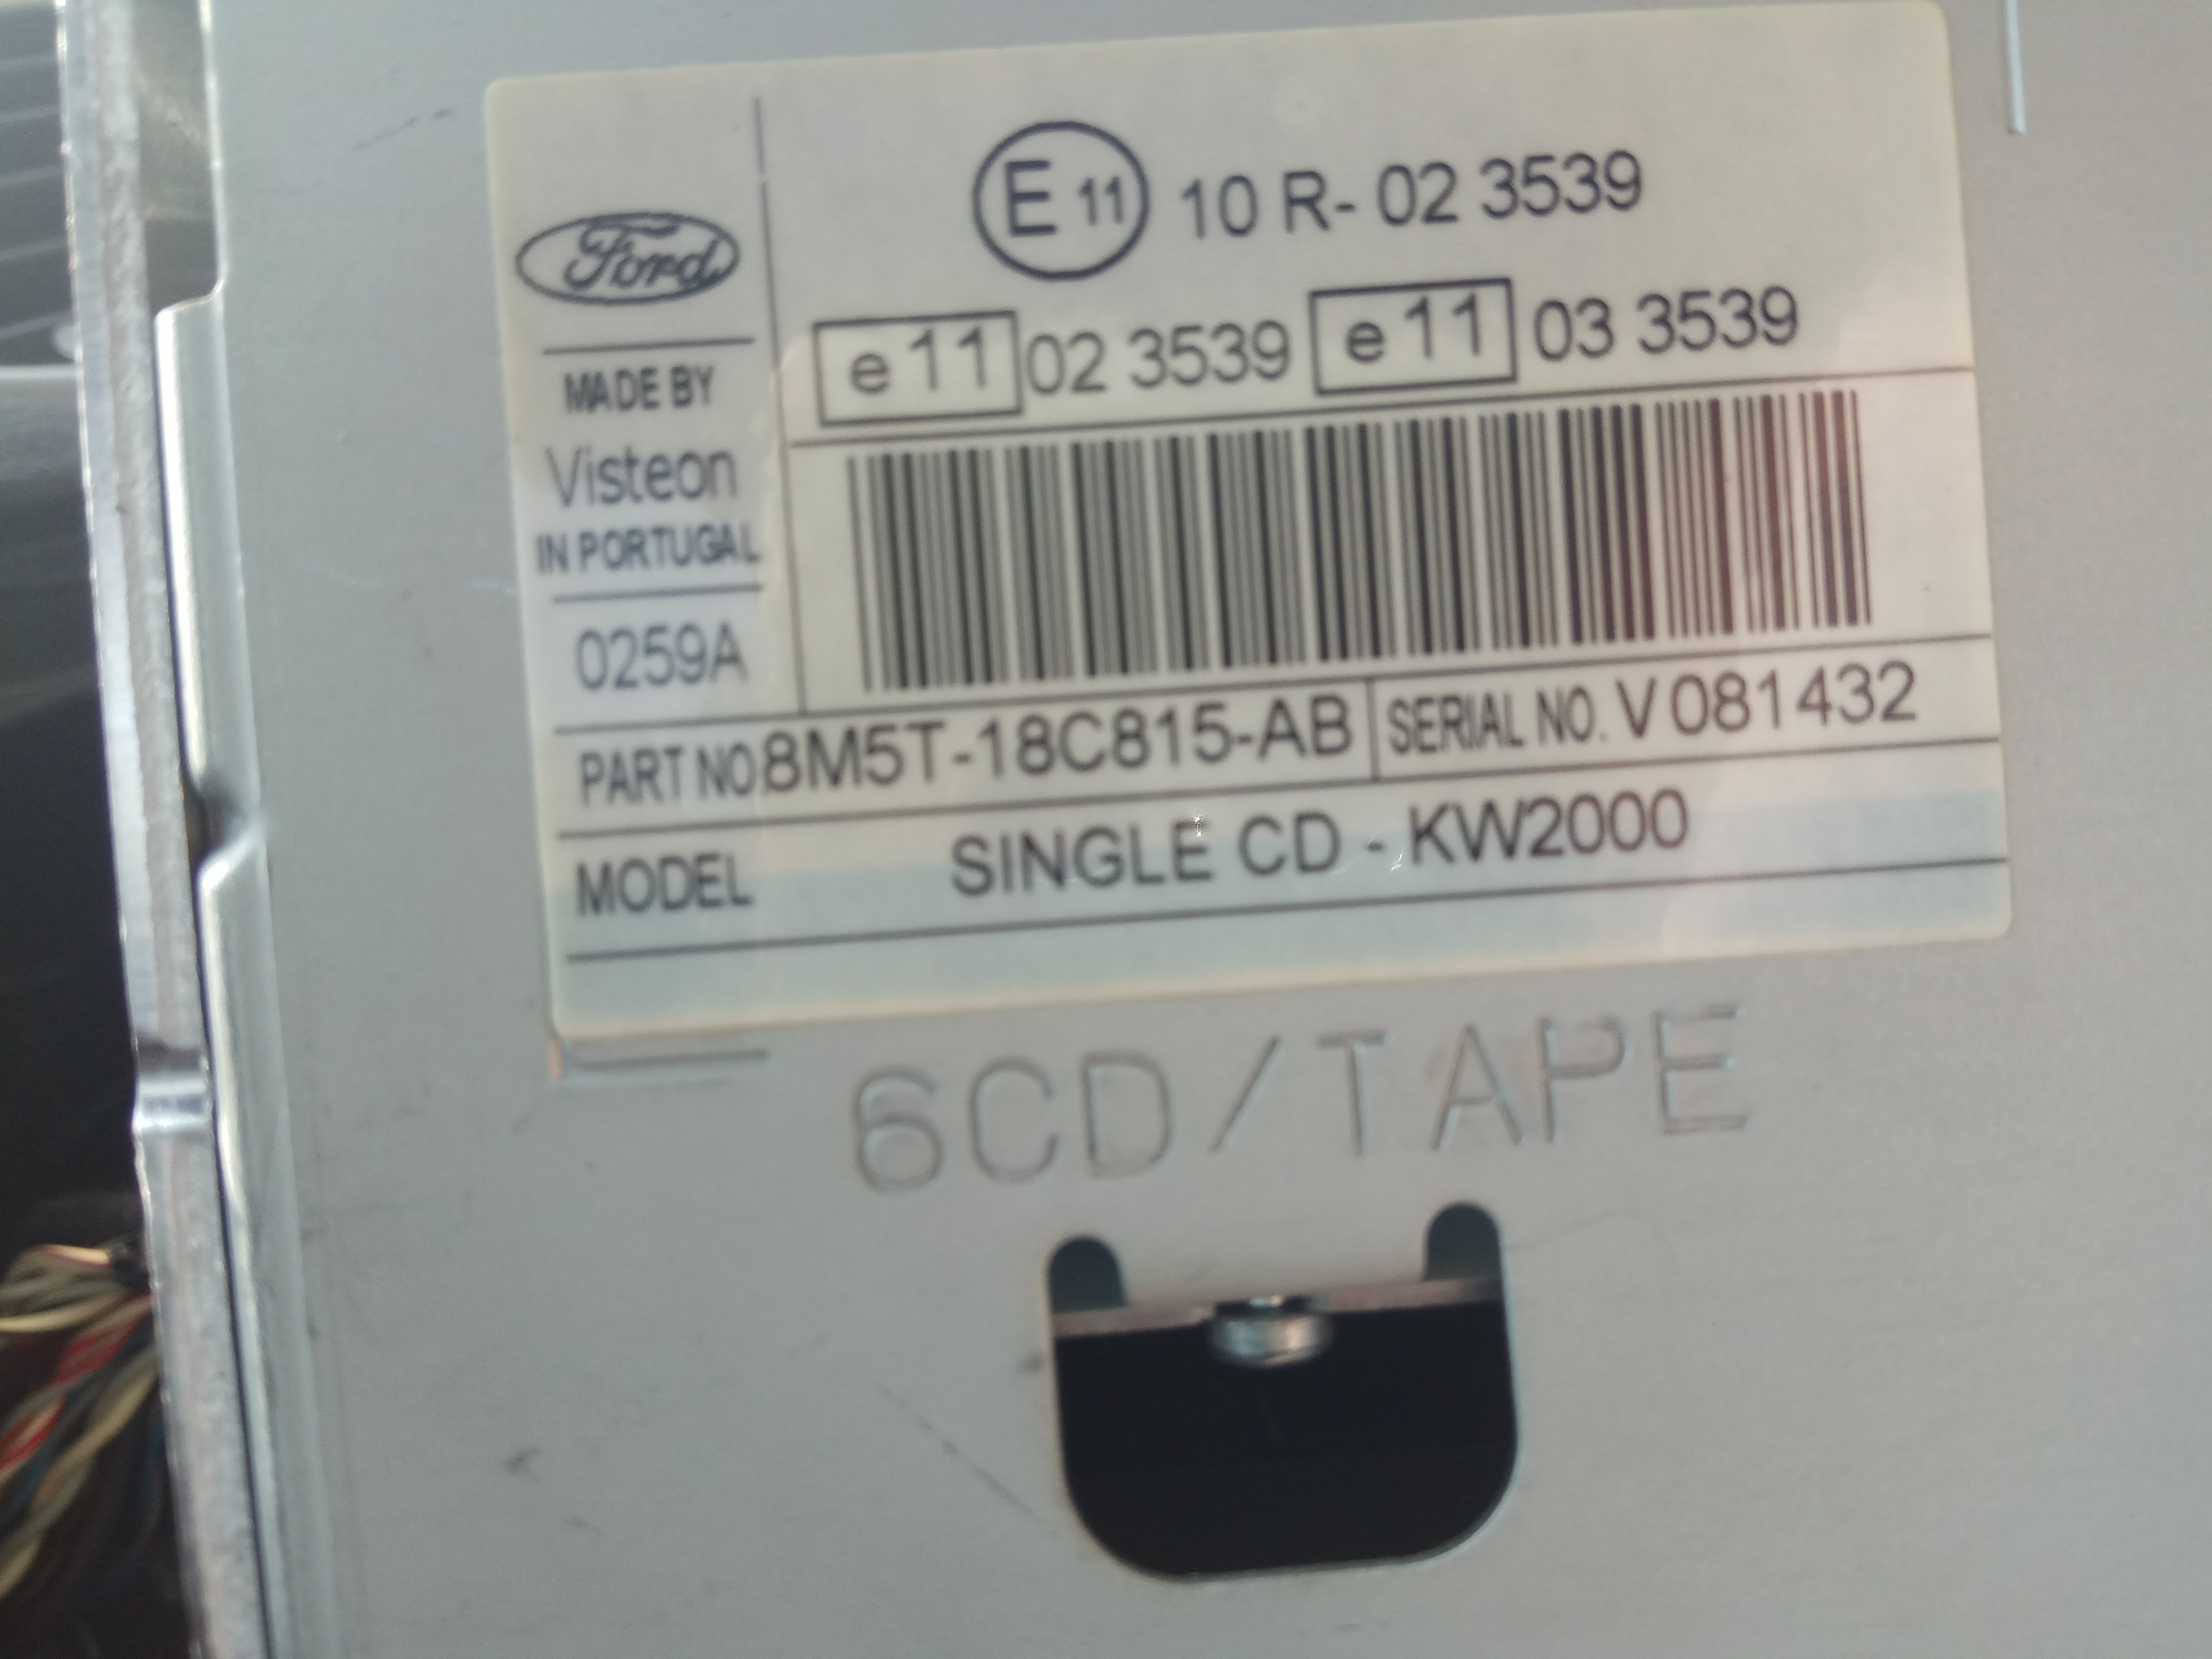 Ford
MADE BY
Visteon
IN PORTUGAL
0259A
E 11 10 R- 02 3539
e 11 02 3539 e 11 03 3539
PART NO. 8M5T-18C815-AB SERIAL NO. V 081432
MODEL SINGLE CD - KW2000
6CD/TAPE